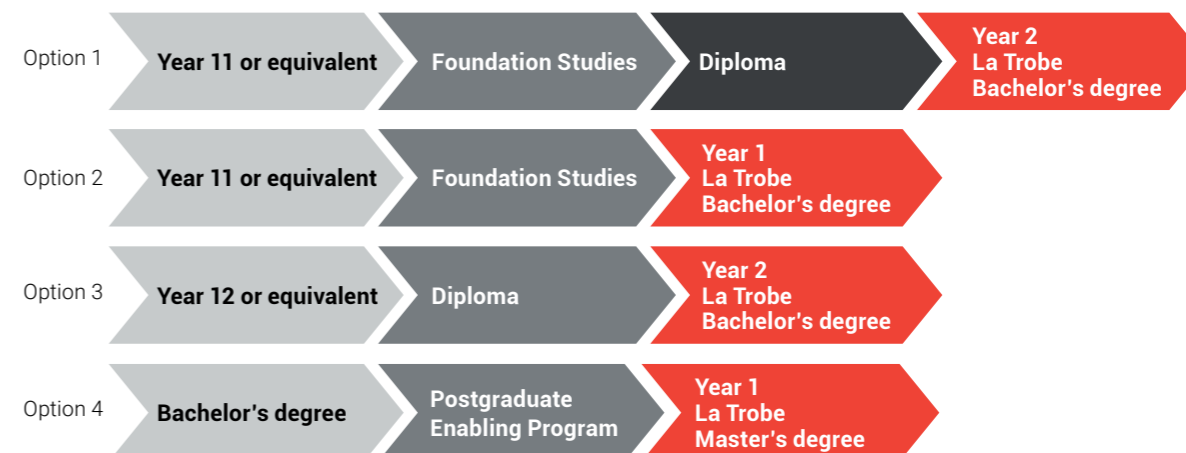 Option 1
Year 11 or equivalent
Foundation Studies
Diploma
Year 2
La Trobe
Bachelor's degree
Option 2
Year 11 or equivalent
Foundation Studies
Year 1
La Trobe
Bachelor's degree
Option 3
Year 12 or equivalent
Diploma
Year 2
La Trobe
Bachelor's degree
Option 4
Bachelor's degree
Postgraduate
Enabling Program
Year 1
La Trobe
Master's degree